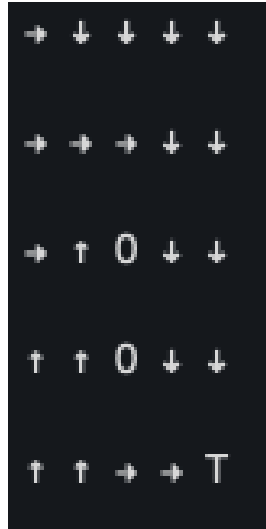 → ↓ ↓ ↓ ↓
→ → → ↓ ↓
→ ↑ 0 ↓ ↓
↑ ↑ 0 ↓ ↓
↑ ↑ → → T